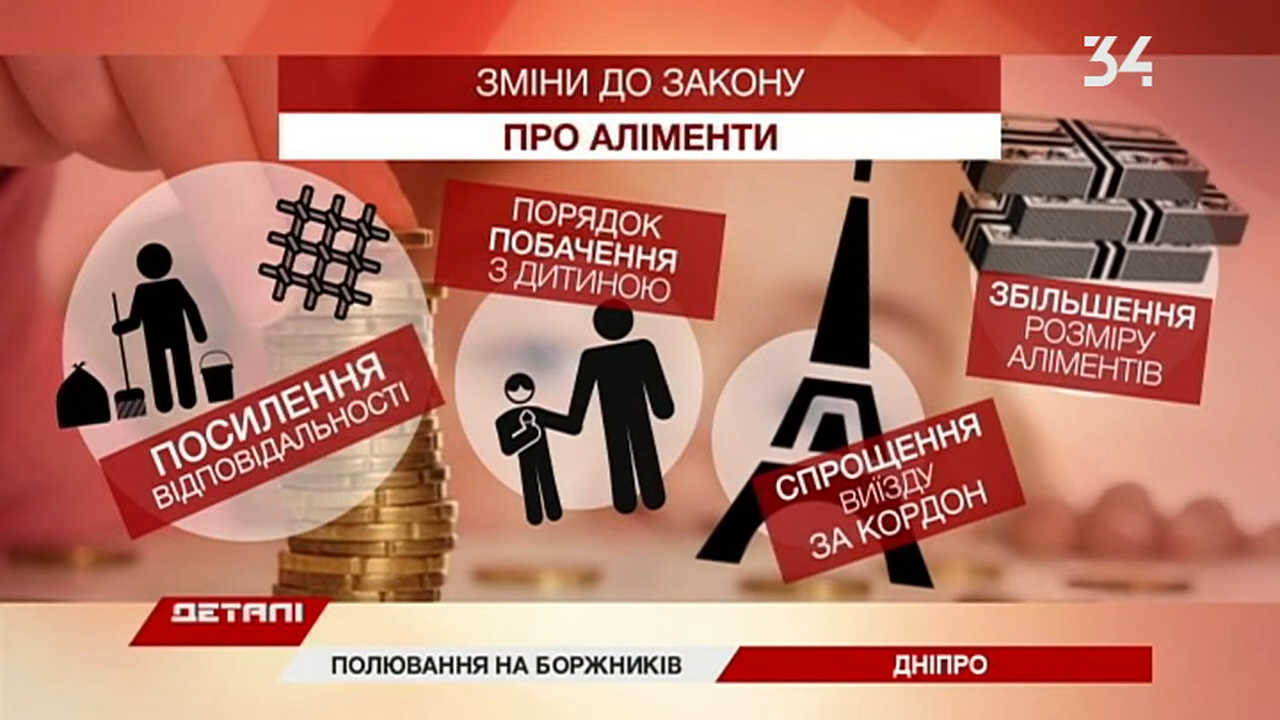 34
ЗМІНИ ДО ЗАКОНУ
ПРО АЛІМЕНТИ
ПОСИЛЕННЯ
ВІДПОВІДАЛЬНОСТІ
ПОРЯДОК
ПОБАЧЕННЯ
З ДИТИНОЮ
СПРОЩЕННЯ
ВИЇЗДУ
ЗА КОРДОН
ЗБІЛЬШЕННЯ
РОЗМІРУ
АЛІМЕНТІВ
ДЕТАЛІ
ПОЛЮВАННЯ НА БОРЖНИКІВ
ДНІПРО